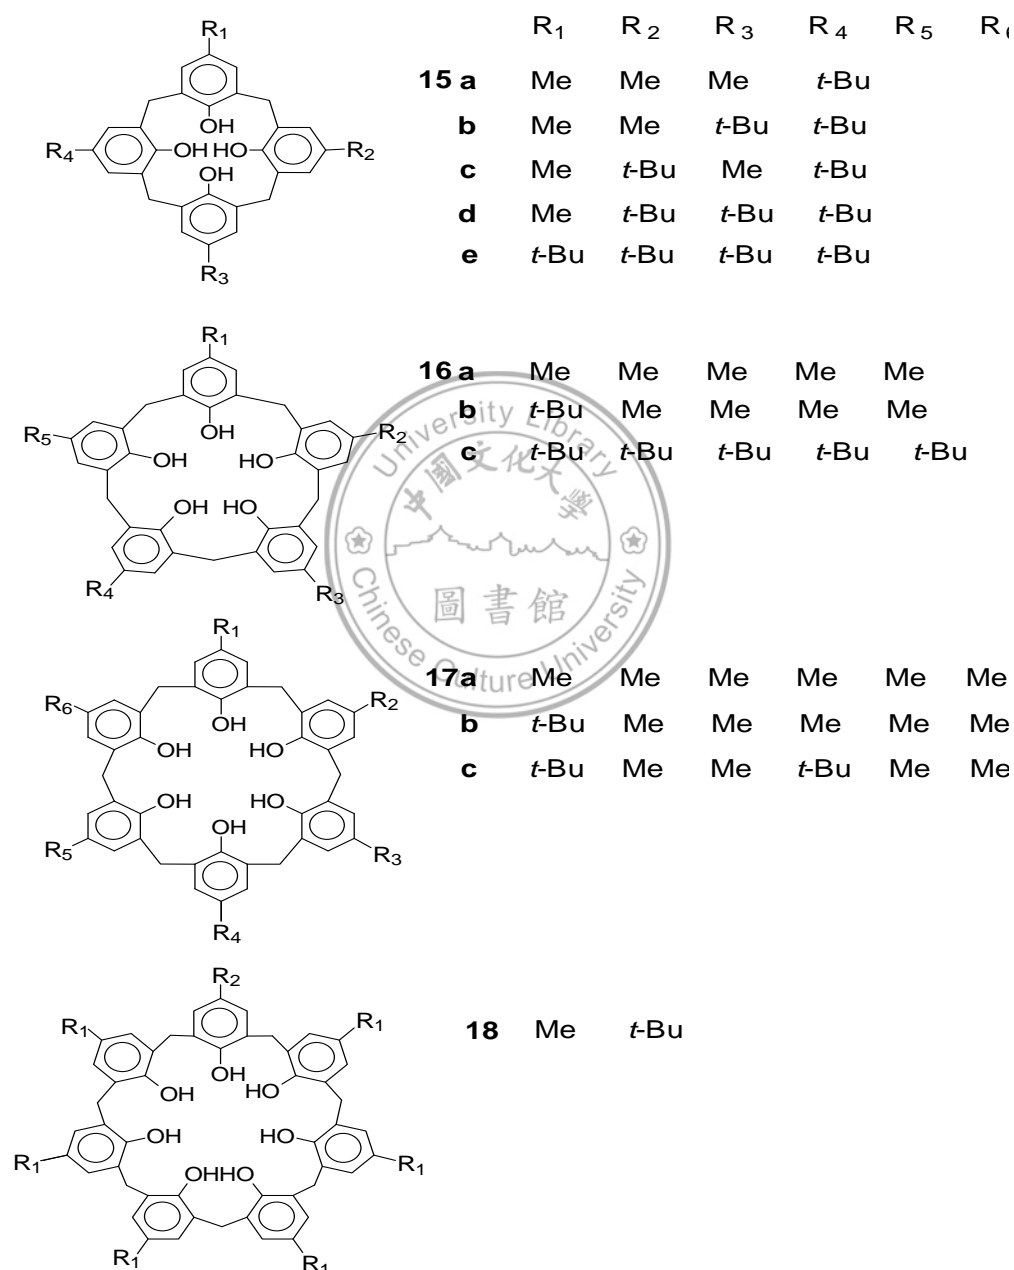 R1 R2 R3 R4 R5 R6
15 a Me Me Me t-Bu
b Me Me t-Bu t-Bu
c Me t-Bu Me t-Bu
d Me t-Bu t-Bu t-Bu
e t-Bu t-Bu t-Bu t-Bu
R1
OH
R4 OH HO R2
OH
R3
16 a Me Me Me Me Me
b t-Bu Me Me Me Me
c t-Bu t-Bu t-Bu t-Bu t-Bu
R1
R5 OH R2
OH HO
OH HO
R4 R3
University Library
中國文化大學
圖書館
Chinese Culture University
17 a Me Me Me Me Me Me
b t-Bu Me Me Me Me Me
c t-Bu Me Me t-Bu Me Me
R1
R6 R2
OH
OH HO
OH HO
OH
R5 R3
R4
18 Me t-Bu
R2
R1 R1
OH
OH HO
OH HO
R1 R1
OHHO
R1 R1